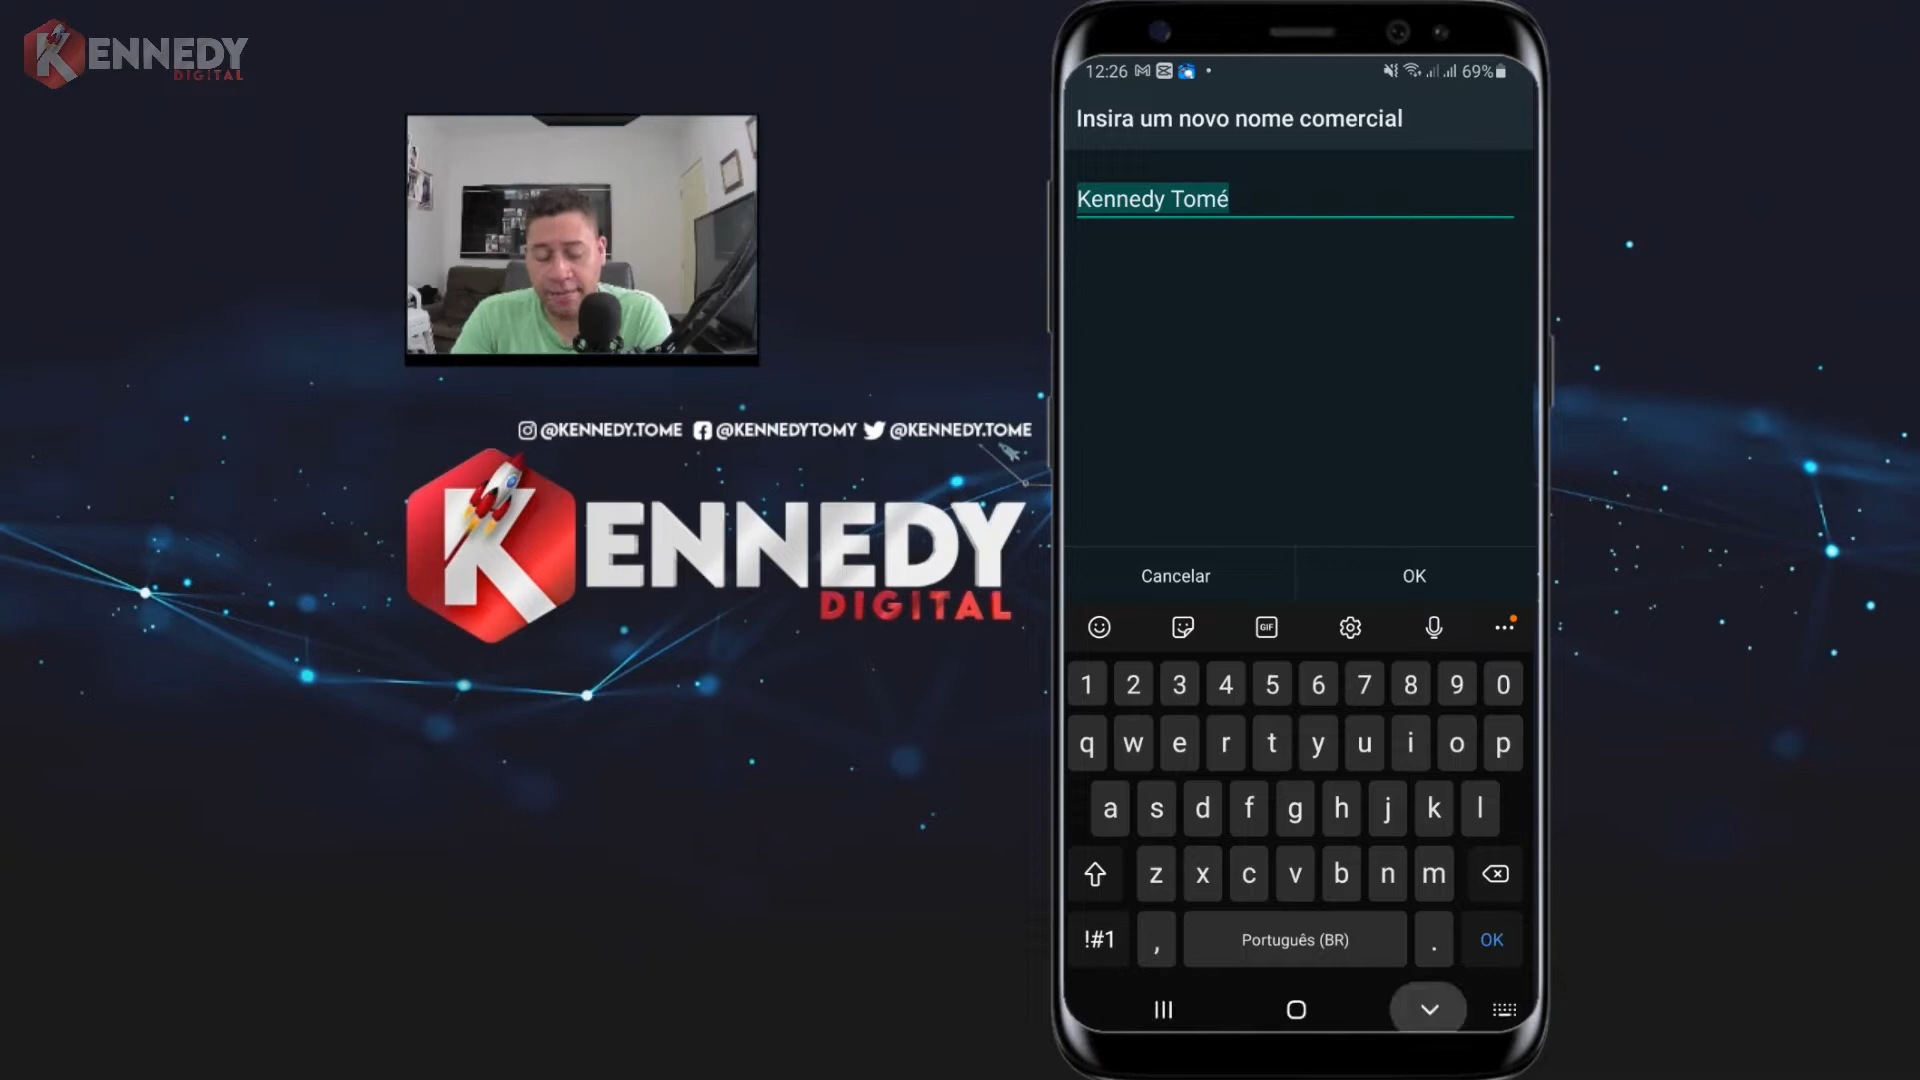 KENNEDY
DIGITAL
@KENNEDY.TOME @KENNEDYTOMY @KENNEDY.TOME
KENNEDY
DIGITAL
12:26 69%
Insira um novo nome comercial
Kennedy Tomé
Cancelar OK
GIF
1 2 3 4 5 6 7 8 9 0
q w e r t y u i o p
a s d f g h j k l
z x c v b n m
!#1 , Português (BR) . OK